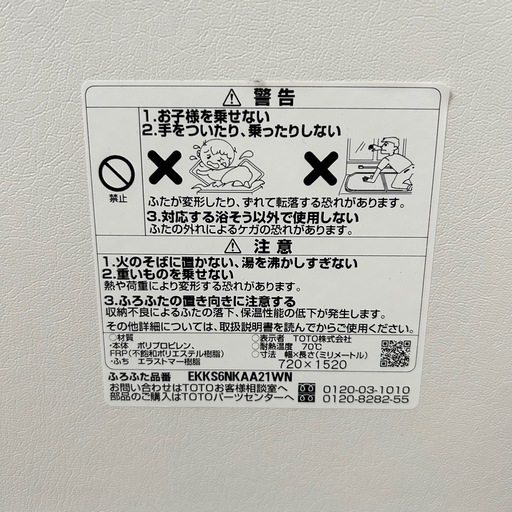 ⚠ 警告
1.お子様を乗せない
2.手をついたり、乗ったりしない
禁止
ふたが変形したり、ずれて転落する恐れがあります。
3.対応する浴そう以外で使用しない
ふたの外れによるケガの恐れがあります。
⚠ 注意
1.火のそばに置かない、湯を沸かしすぎない
2.重いものを乗せない
熱や荷重により変形する恐れがあります。
3.ふろふたの置き向きに注意する
収納不良によるふたの落下、保温性能の低下が発生します。
その他詳細については、取扱説明書を読んでからご使用ください。
○材質
・本体 ポリプロピレン、
FRP(不飽和ポリエステル樹脂)
・ふち エラストマー樹脂
○表示者 TOTO株式会社
○耐熱温度 70℃
○寸法 幅×長さ(ミリメートル)
720×1520
ふろふた品番 EKKS6NKAA21WN
お問い合わせはTOTOお客様相談室へ 0120-03-1010
部品のご購入はTOTOパーツセンターへ 0120-8282-55